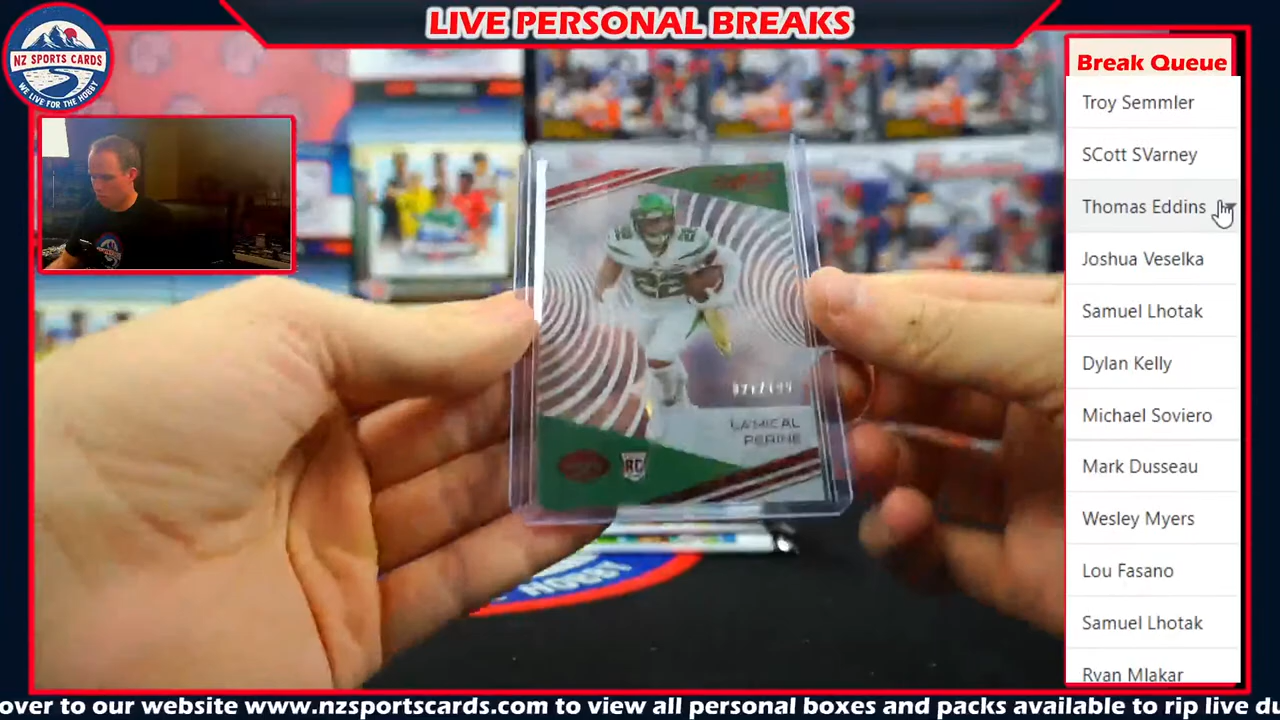 LIVE PERSONAL BREAKS
NZ SPORTS CARDS
WE LIVE FOR THE HOBBY
Break Queue
Troy Semmler
SCott SVarney
Thomas Eddins
Joshua Veselka
Samuel Lhotak
Dylan Kelly
Michael Soviero
Mark Dusseau
Wesley Myers
Lou Fasano
Samuel Lhotak
Ryan Mlakar
22
LA'MICAL
PERINE
RC
HOBBY
over to our website www.nzsportscards.com to view all personal boxes and packs available to rip live du